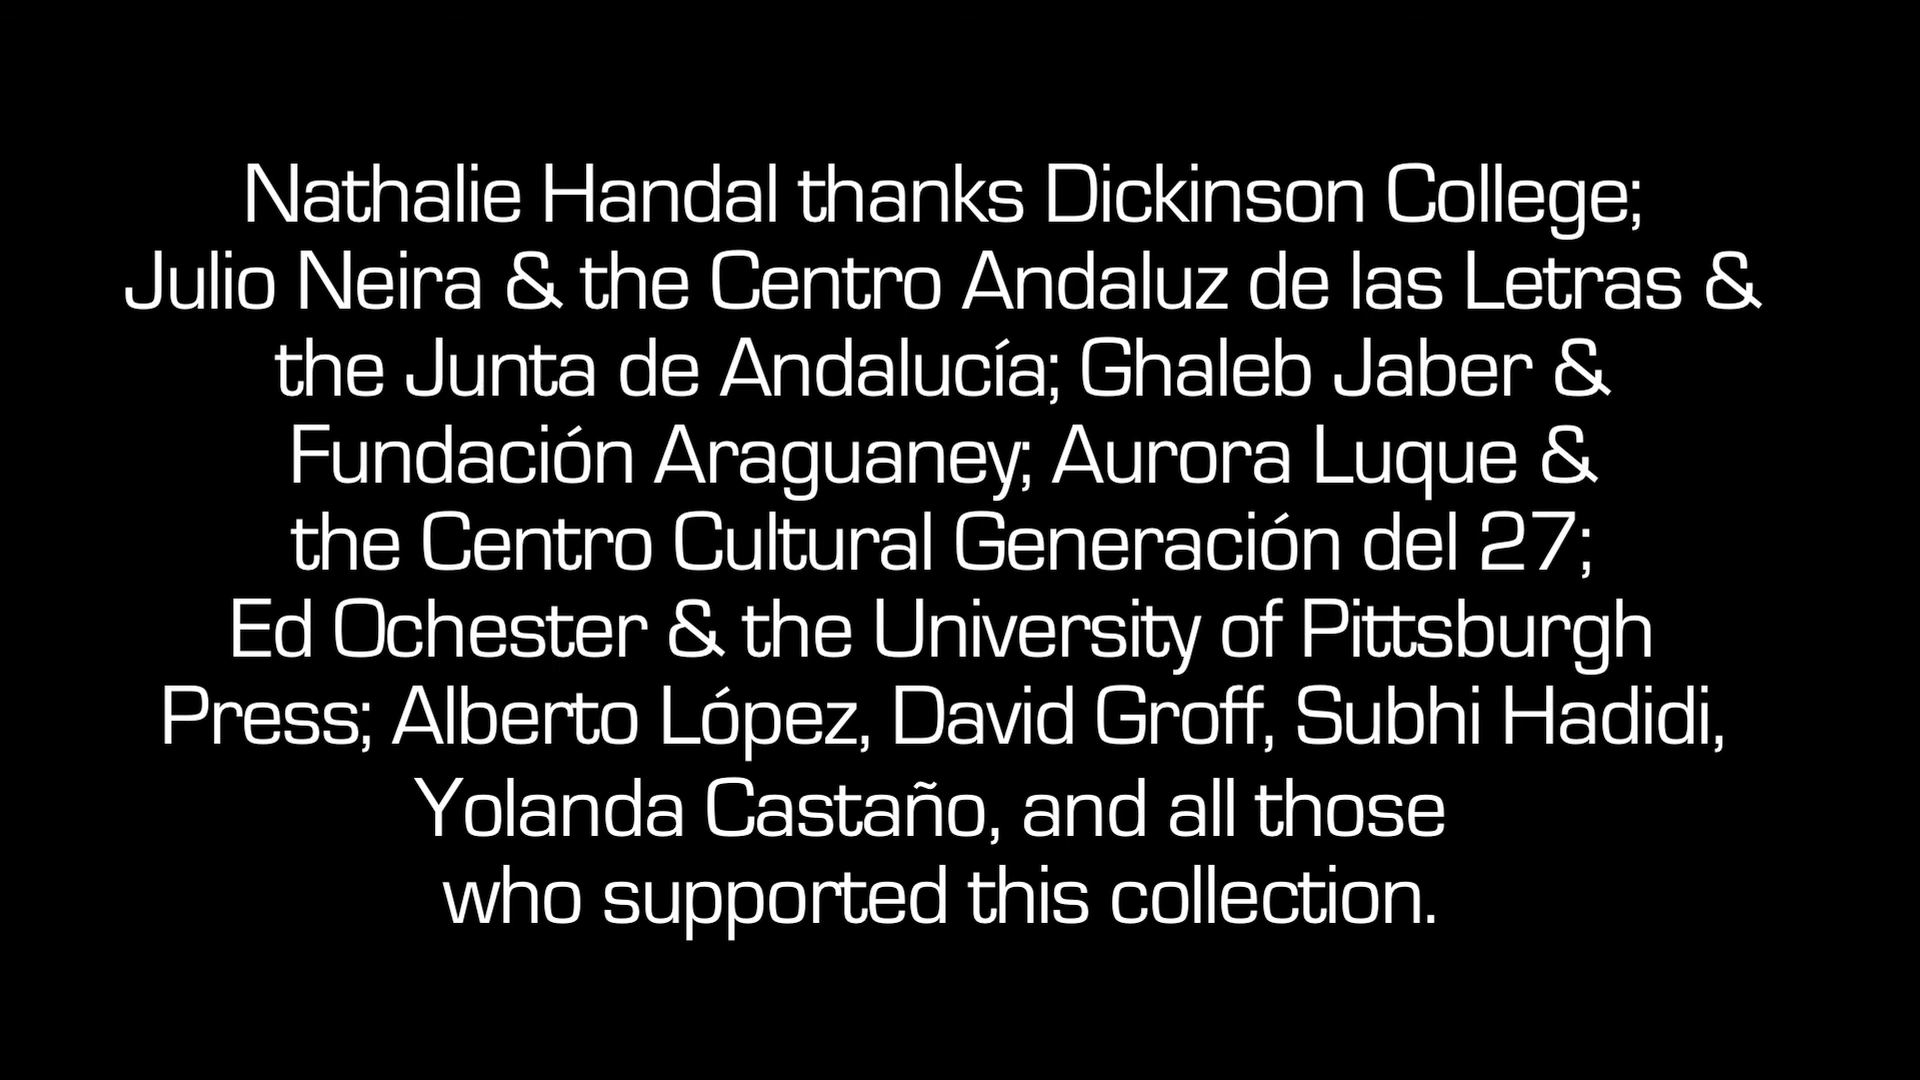 Nathalie Handal thanks Dickinson College;
Julio Neira & the Centro Andaluz de las Letras &
the Junta de Andalucía; Ghaleb Jaber &
Fundación Araguaney; Aurora Luque &
the Centro Cultural Generación del 27;
Ed Ochester & the University of Pittsburgh
Press; Alberto López, David Groff, Subhi Hadidi,
Yolanda Castaño, and all those
who supported this collection.